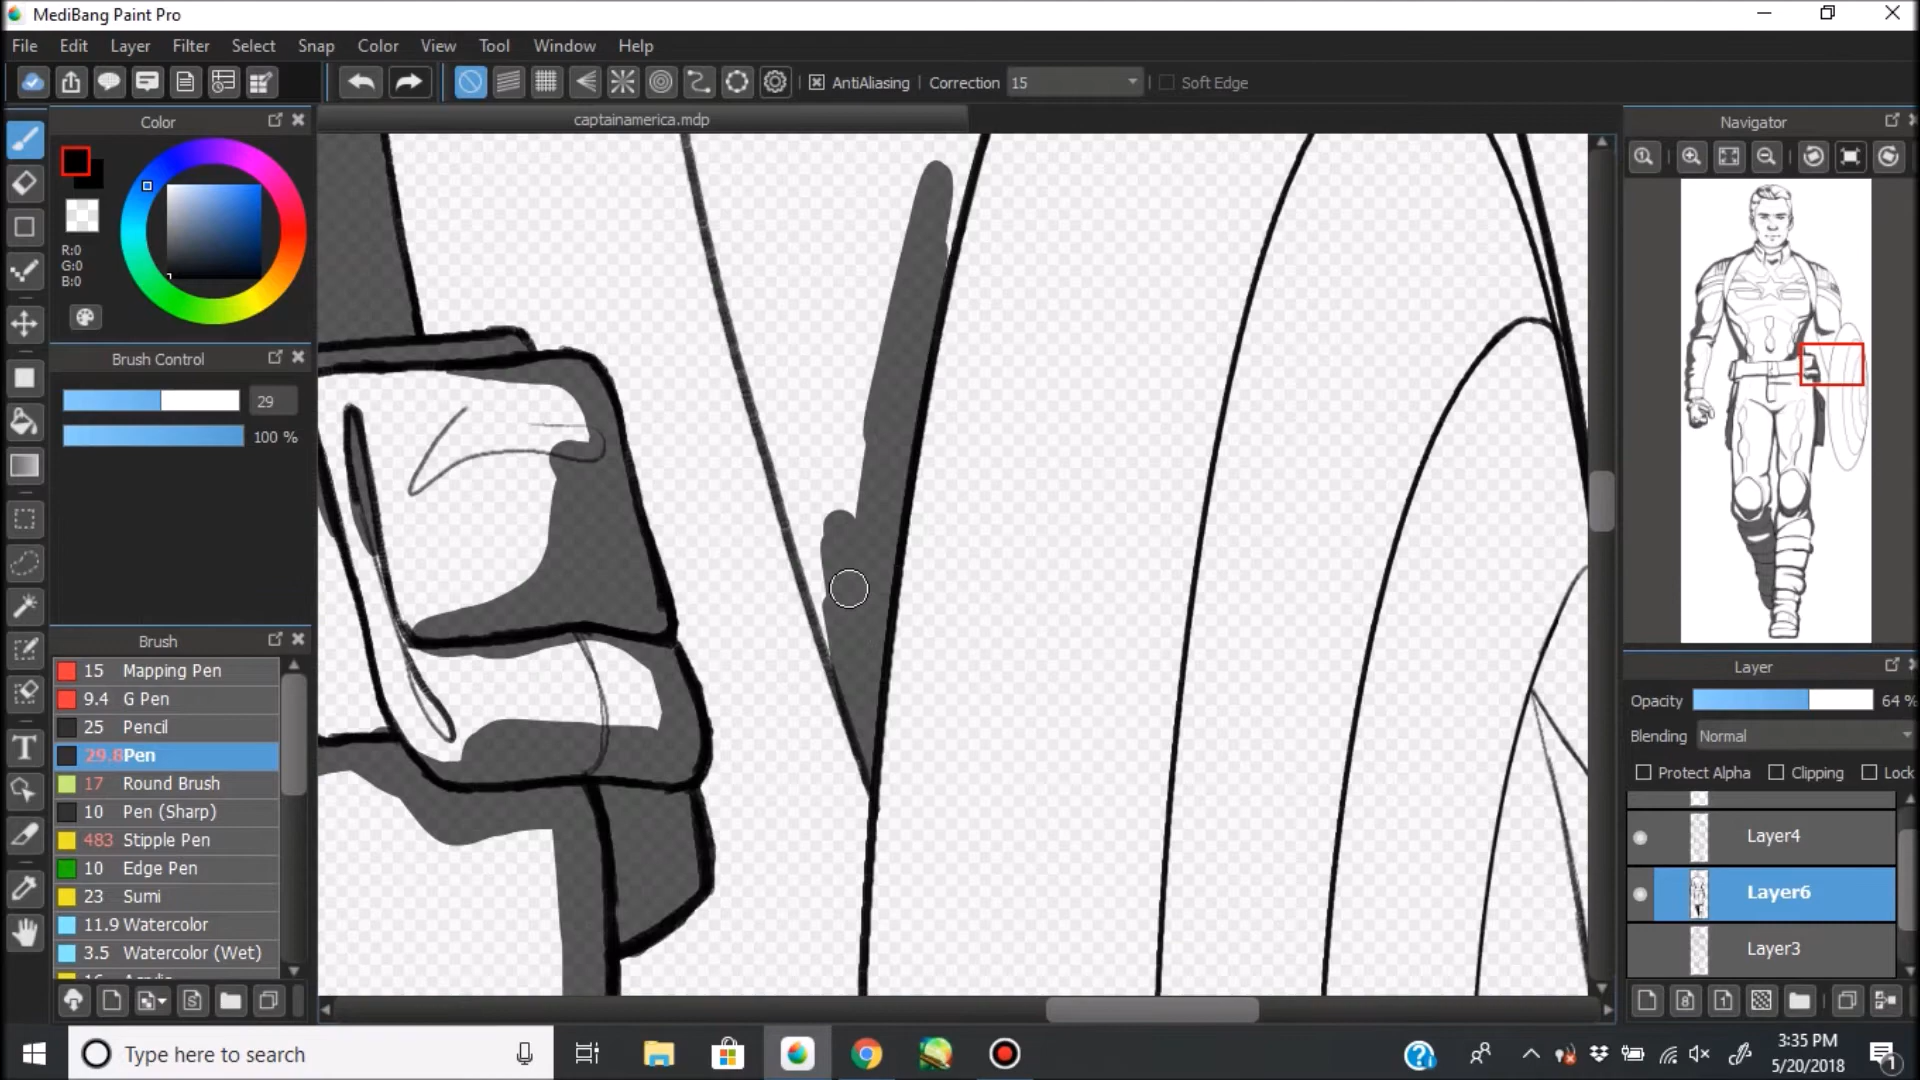 MediBang Paint Pro
File Edit Layer Filter Select Snap Color View Tool Window Help
AntiAliasing Correction 15 Soft Edge
Color
captainamerica.mdp
Navigator
R:0
G:0
B:0
Brush Control
29
100 %
Brush
15 Mapping Pen
9.4 G Pen
25 Pencil
29.8 Pen
17 Round Brush
10 Pen (Sharp)
483 Stipple Pen
10 Edge Pen
23 Sumi
11.9 Watercolor
3.5 Watercolor (Wet)
Layer
Opacity 64 %
Blending Normal
Protect Alpha Clipping Lock
Layer4
Layer6
Layer3
Type here to search
3:35 PM
5/20/2018
1